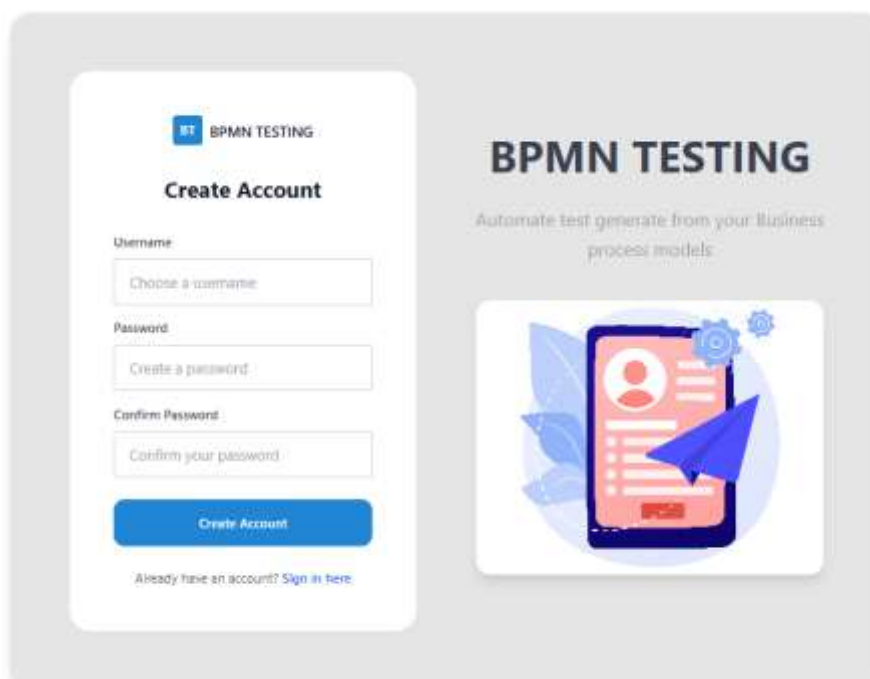 BT BPMN TESTING
Create Account
Username
Choose a username
Password
Create a password
Confirm Password
Confirm your password
Create Account
Already have an account? Sign in here
BPMN TESTING
Automate test generate from your Business
process models